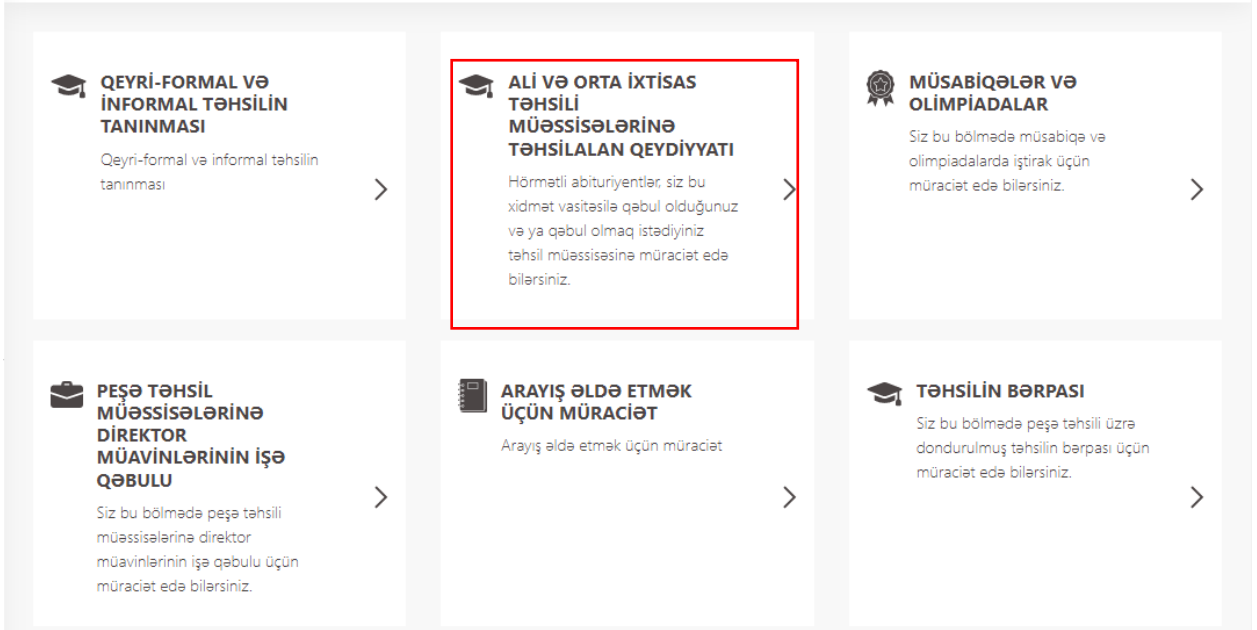 QEYRİ-FORMAL VƏ
İNFORMAL TƏHSİLİN
TANINMASI
Qeyri-formal və informal təhsilin
tanınması
ALİ VƏ ORTA İXTİSAS
TƏHSİLİ
MÜƏSSİSƏLƏRİNƏ
TƏHSİLALAN QEYDİYYATI
Hörmətli abituriyentlər, siz bu
xidmət vasitəsilə qəbul olduğunuz
və ya qəbul olmaq istədiyiniz
təhsil müəssisəsinə müraciət edə
bilərsiniz.
MÜSABİQƏLƏR VƏ
OLİMPİADALAR
Siz bu bölmədə müsabiqə və
olimpiadalarda iştirak üçün
müraciət edə bilərsiniz.
PEŞƏ TƏHSİL
MÜƏSSİSƏLƏRİNƏ
DİREKTOR
MÜAVİNLƏRİNİN İŞƏ
QƏBULU
Siz bu bölmədə peşə təhsili
müəssisələrinə direktor
müavinlərinin işə qəbulu üçün
müraciət edə bilərsiniz.
ARAYIŞ ƏLDƏ ETMƏK
ÜÇÜN MÜRACİƏT
Arayış əldə etmək üçün müraciət
TƏHSİLİN BƏRPASI
Siz bu bölmədə peşə təhsili üzrə
dondurulmuş təhsilin bərpası üçün
müraciət edə bilərsiniz.